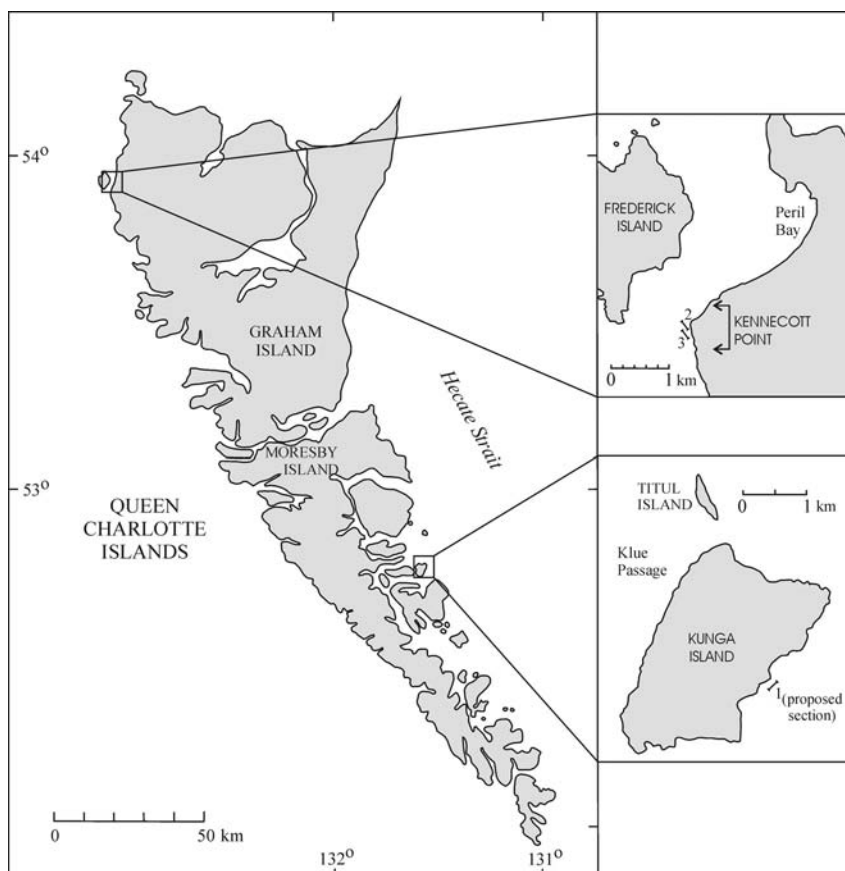 54°
53°
GRAHAM
ISLAND
MORESBY
ISLAND
Hecate Strait
QUEEN
CHARLOTTE
ISLANDS
0 50 km
132°
131°
FREDERICK
ISLAND
Peril
Bay
2
3
KENNECOTT
POINT
0 1 km
TITUL
ISLAND
0 1 km
Klue
Passage
KUNGA
ISLAND
1 (proposed
section)